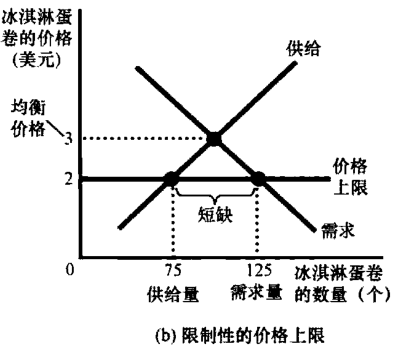 冰淇淋蛋
卷的价格
(美元)
供给
均衡
价格
3
2
价格
上限
短缺
需求
0
75
125
冰淇淋蛋卷
的数量（个）
供给量
需求量
(b) 限制性的价格上限